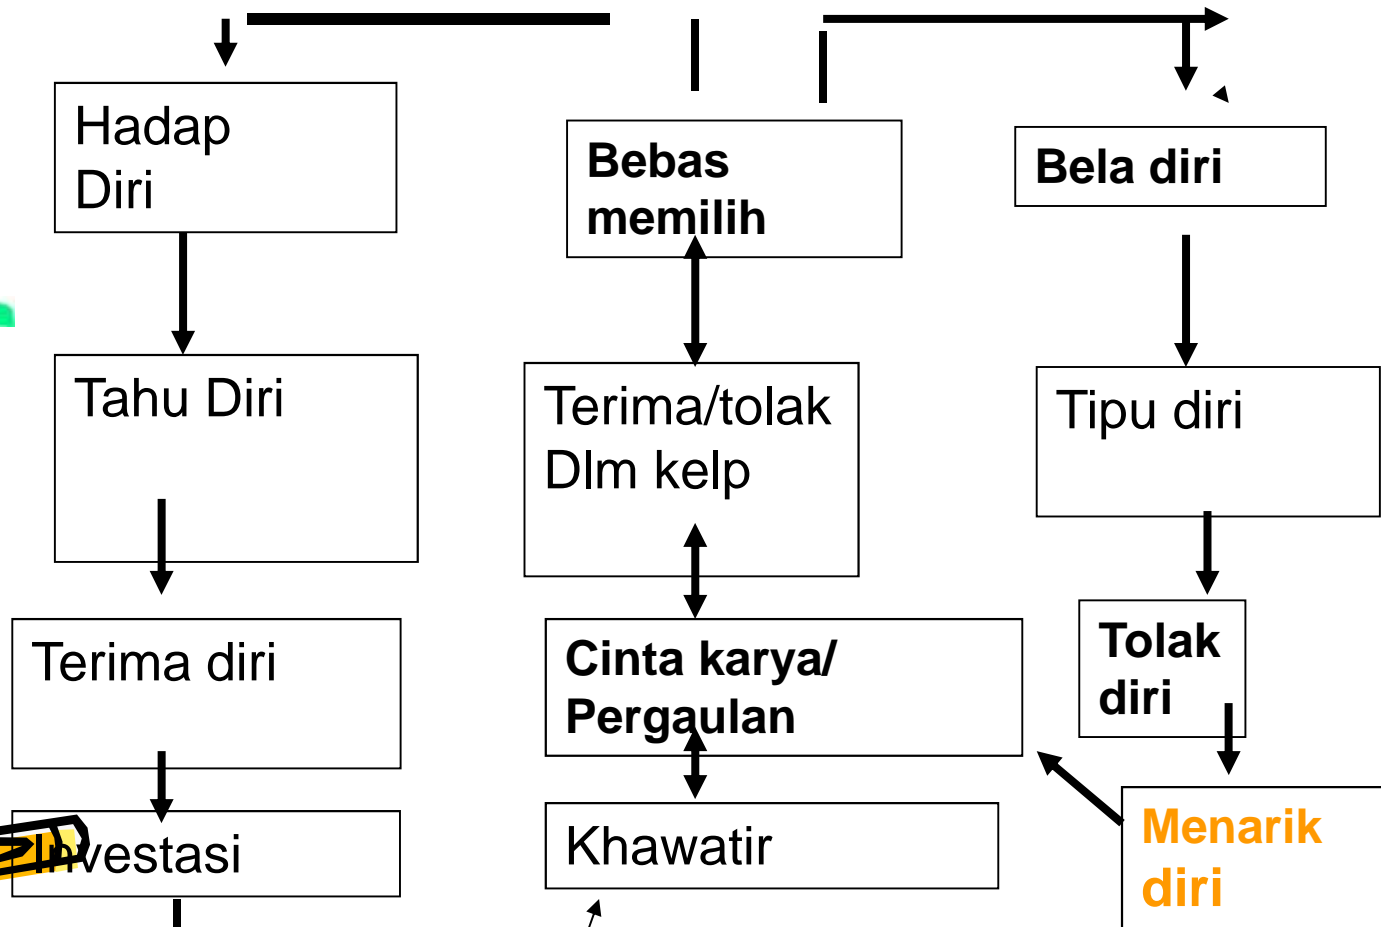 Hadap
Diri
Bebas
memilih
Bela diri
Tahu Diri
Terima/tolak
Dlm kelp
Tipu diri
Terima diri
Cinta karya/
Pergaulan
Tolak
diri
Investasi
Khawatir
Menarik
diri